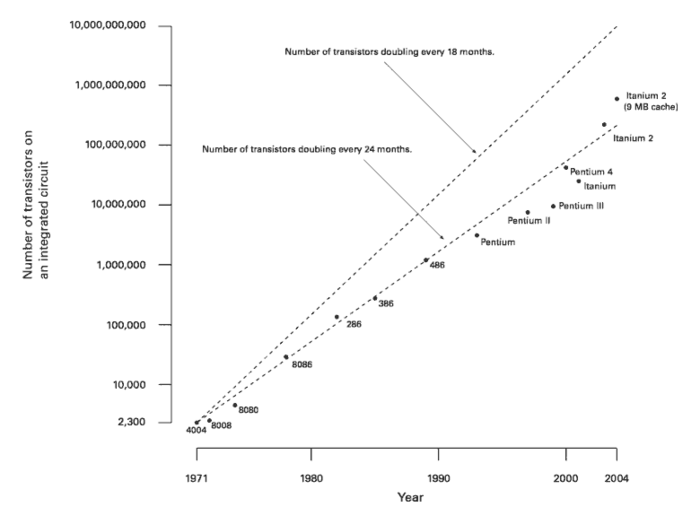 10,000,000,000
Number of transistors doubling every 18 months.
1,000,000,000
Itanium 2
(9 MB cache)
100,000,000
Number of transistors doubling every 24 months.
Itanium 2
Pentium 4
Itanium
10,000,000
Pentium III
Pentium II
Pentium
1,000,000
486
386
100,000
286
8086
10,000
8080
2,300
4004
8008
Number of transistors on
an integrated circuit
1971
1980
1990
2000
2004
Year